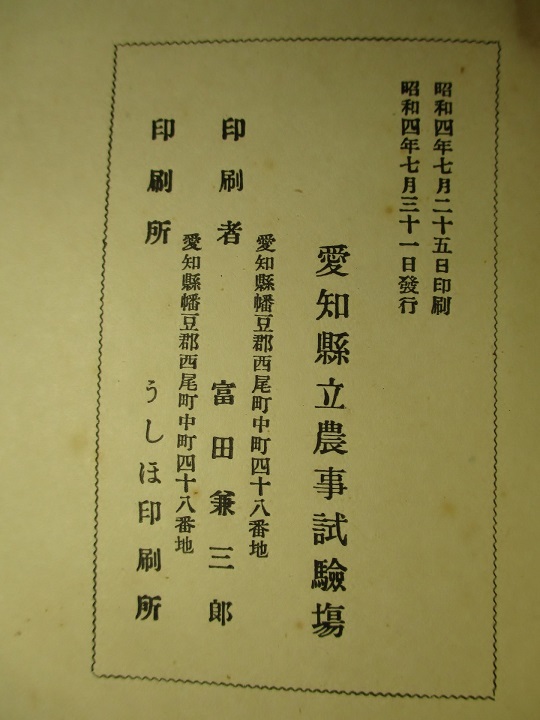 昭和四年七月二十五日印刷
昭和四年七月三十一日發行
愛知縣立農事試驗塲
愛知縣幡豆郡西尾町中町四十八番地
印刷者 富田兼三郎
愛知縣幡豆郡西尾町中町四十八番地
印刷所 うしほ印刷所